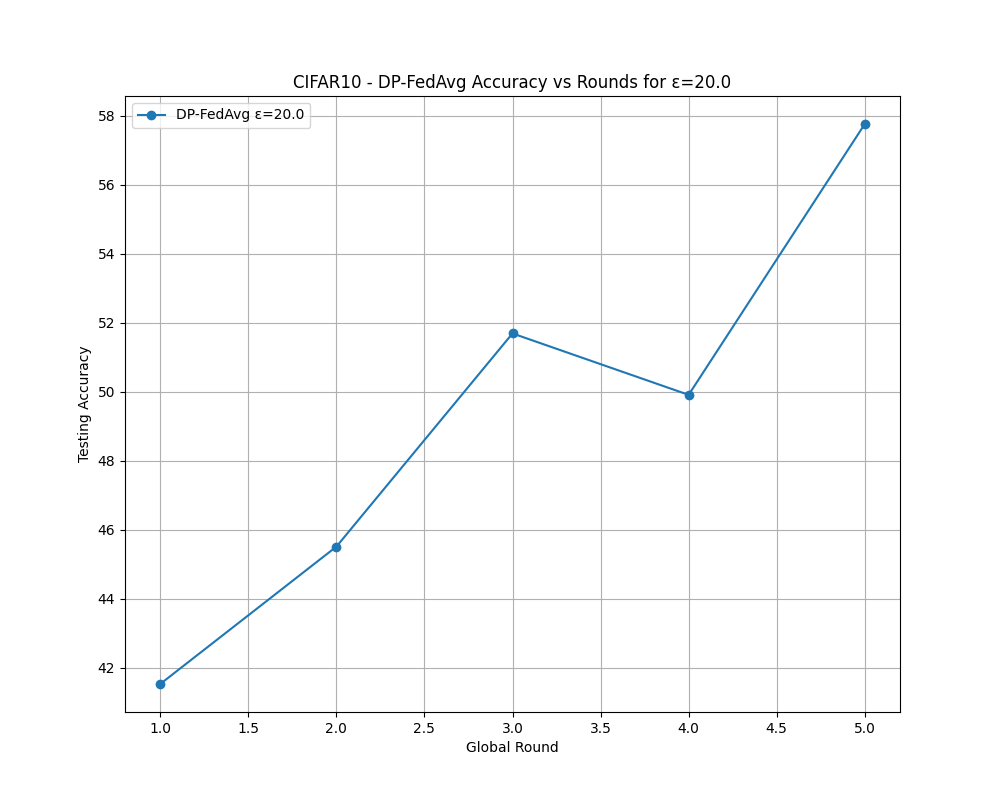 CIFAR10 - DP-FedAvg Accuracy vs Rounds for ε=20.0
DP-FedAvg ε=20.0
58
56
54
52
50
48
46
44
42
Testing Accuracy
1.0 1.5 2.0 2.5 3.0 3.5 4.0 4.5 5.0
Global Round